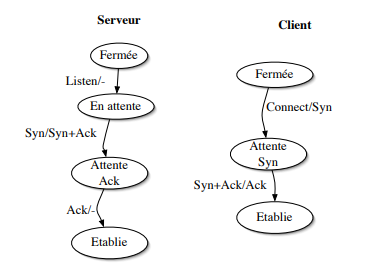 Serveur
Fermée
Listen/-
En attente
Syn/Syn+Ack
Attente
Ack
Ack/-
Etablie
Client
Fermée
Connect/Syn
Attente
Syn
Syn+Ack/Ack
Etablie